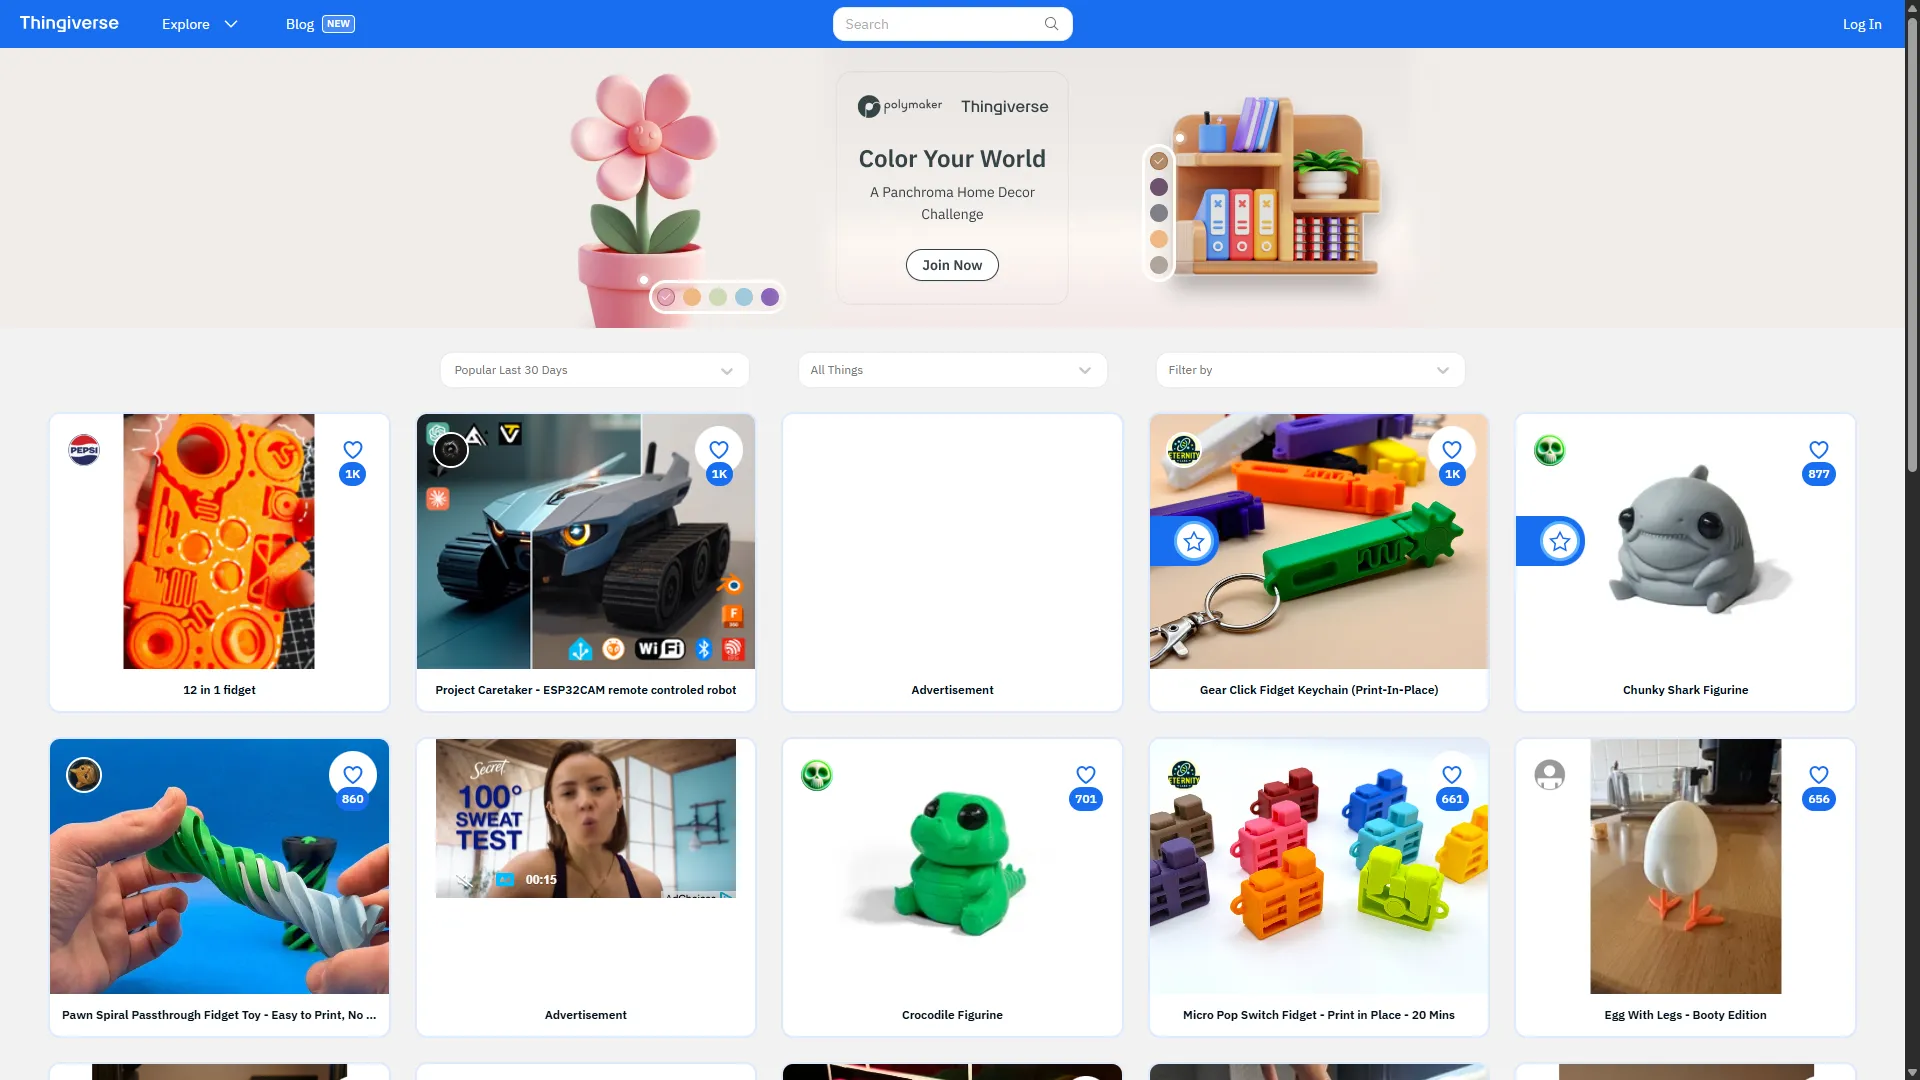 Thingiverse
Explore
Blog NEW
Search
Log In
polymaker Thingiverse
Color Your World
A Panchroma Home Decor
Challenge
Join Now
Popular Last 30 Days
All Things
Filter by
PEPSI
1K
12 in 1 fidget
1K
WiFi
Project Caretaker - ESP32CAM remote controled robot
Advertisement
ETERNITY
1K
Gear Click Fidget Keychain (Print-In-Place)
877
Chunky Shark Figurine
860
Pawn Spiral Passthrough Fidget Toy - Easy to Print, No ...
Secret
100°
SWEAT
TEST
00:15
AdChoices
Advertisement
701
Crocodile Figurine
ETERNITY
661
Micro Pop Switch Fidget - Print in Place - 20 Mins
656
Egg With Legs - Booty Edition